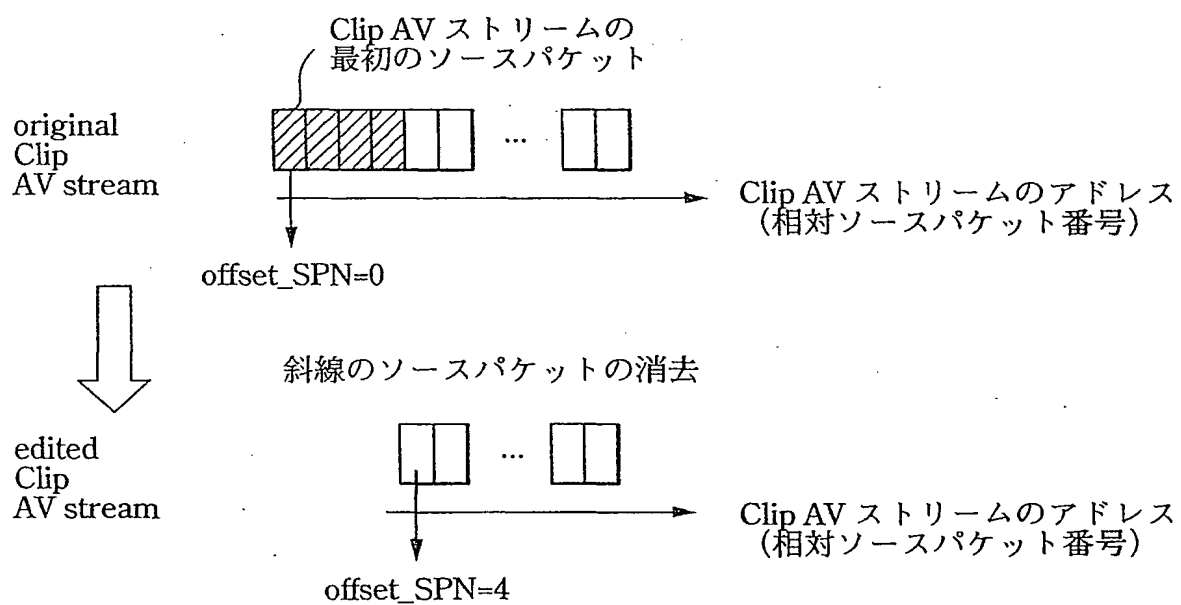 Clip AV ストリームの
最初のソースパケット
original
Clip
AV stream
...
Clip AV ストリームのアドレス
(相対ソースパケット番号)
offset_SPN=0
斜線のソースパケットの消去
edited
Clip
AV stream
...
Clip AV ストリームのアドレス
(相対ソースパケット番号)
offset_SPN=4